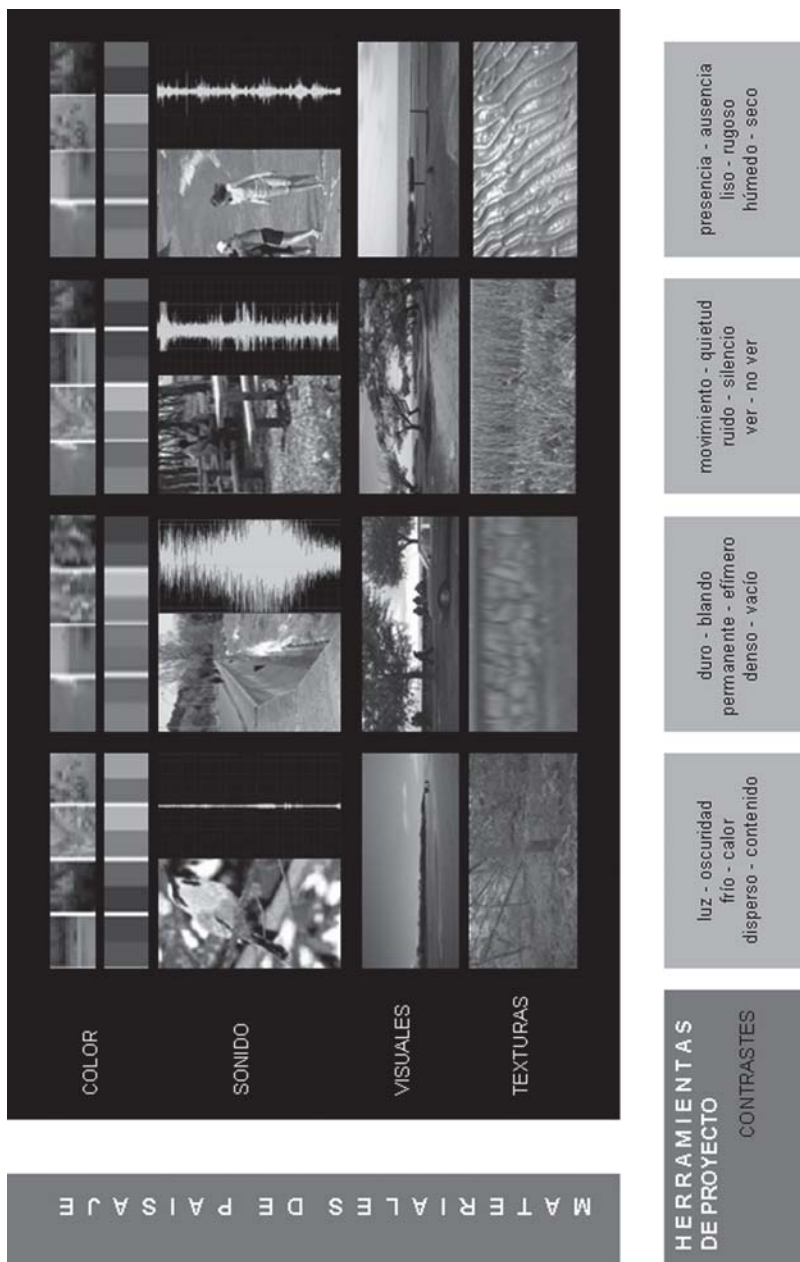 MATERIALES DE PAISAJE
COLOR
SONIDO
VISUALES
TEXTURAS
HERRAMIENTAS
DE PROYECTO
CONTRASTES
luz - oscuridad
frío - calor
disperso - contenido
duro - blando
permanente - efímero
denso - vacío
movimiento - quietud
ruido - silencio
ver - no ver
presencia - ausencia
liso - rugoso
húmedo - seco